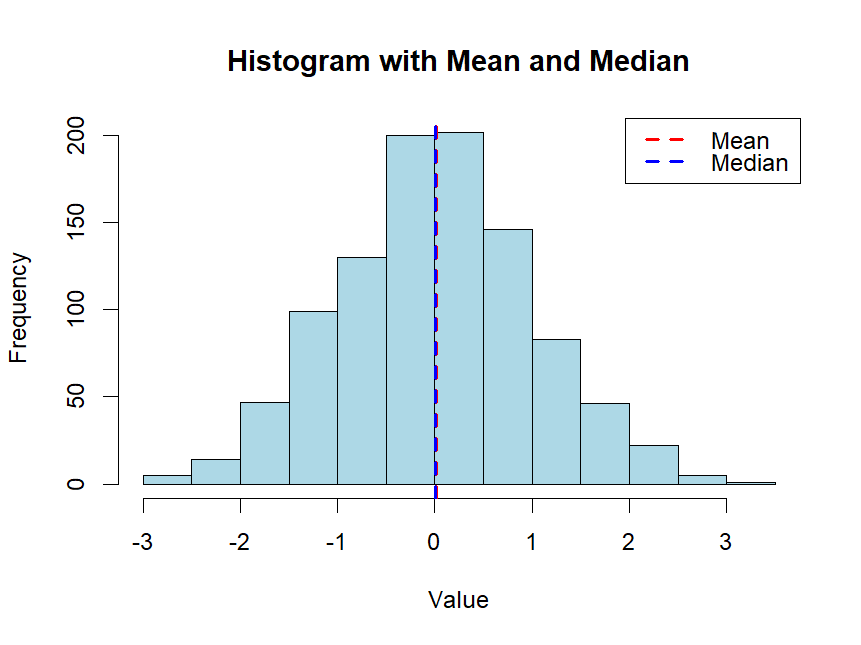 Histogram with Mean and Median
Mean
Median
Frequency
200
150
100
50
0
-3 -2 -1 0 1 2 3
Value